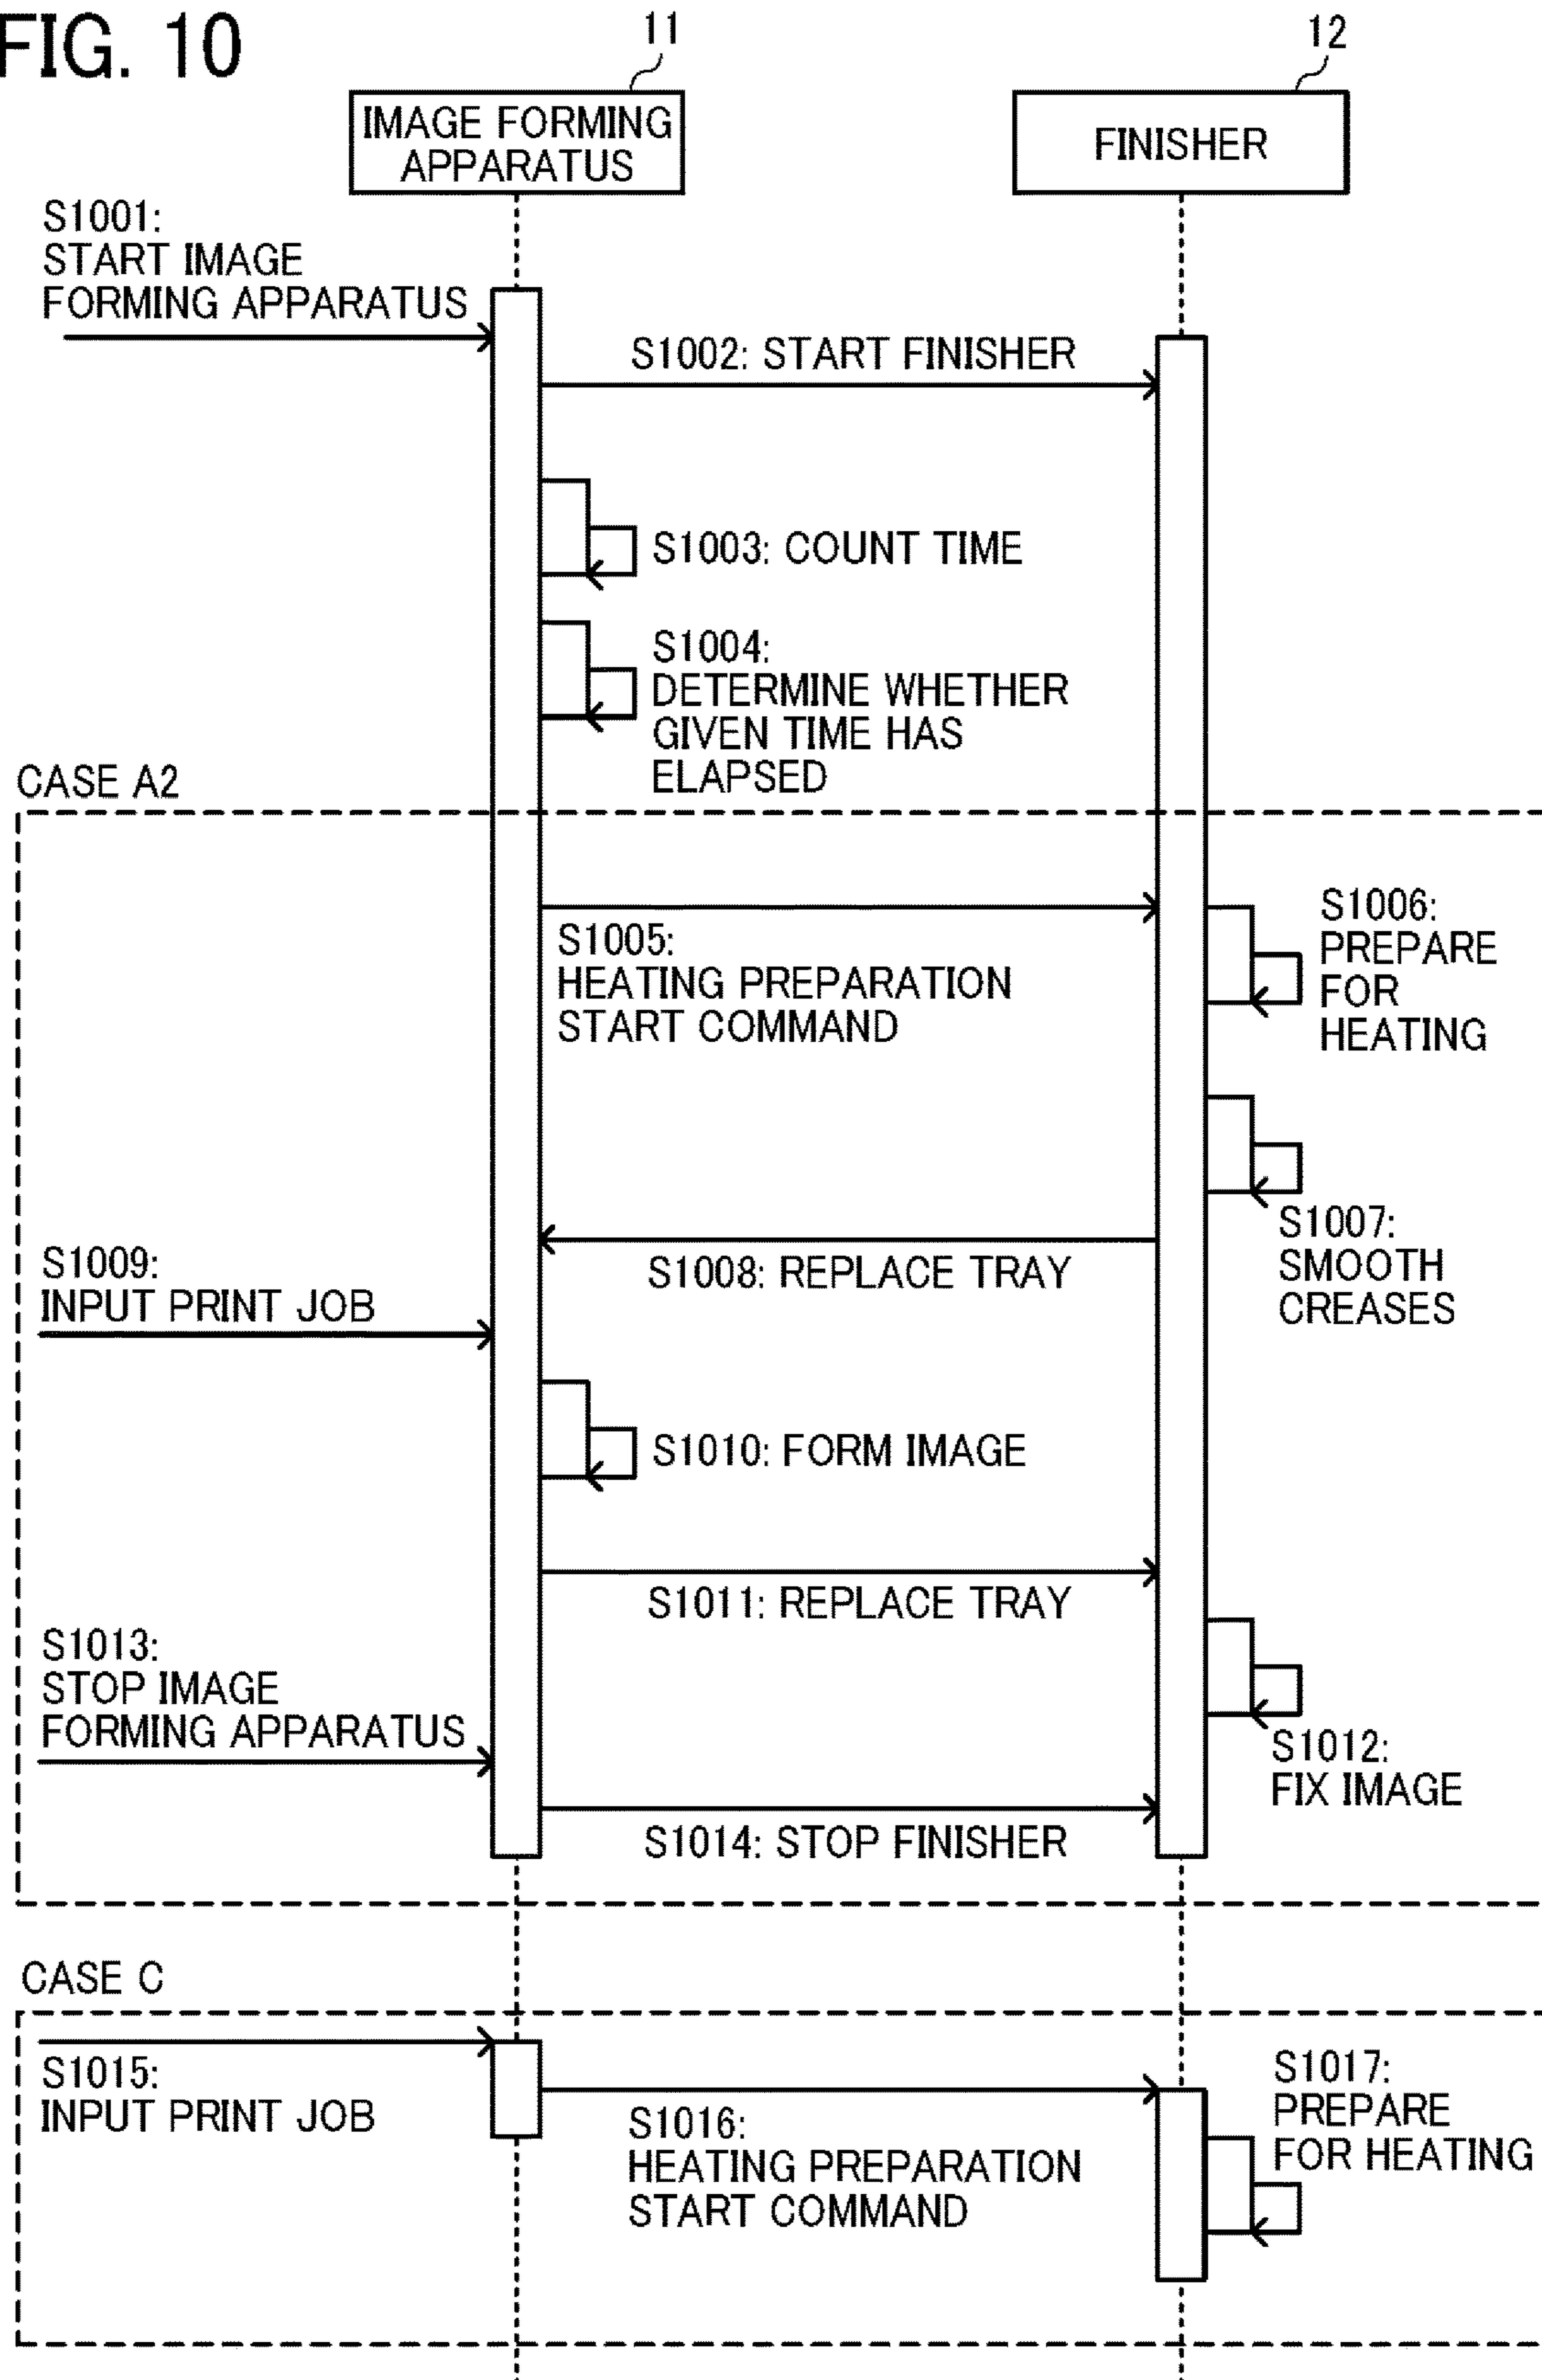 FIG. 10
11
12
IMAGE FORMING
APPARATUS
FINISHER
S1001:
START IMAGE
FORMING APPARATUS
S1002: START FINISHER
S1003: COUNT TIME
S1004:
DETERMINE WHETHER
GIVEN TIME HAS
ELAPSED
CASE A2
S1005:
HEATING PREPARATION
START COMMAND
S1006:
PREPARE
FOR
HEATING
S1007:
SMOOTH
CREASES
S1008: REPLACE TRAY
S1009:
INPUT PRINT JOB
S1010: FORM IMAGE
S1011: REPLACE TRAY
S1012:
FIX IMAGE
S1013:
STOP IMAGE
FORMING APPARATUS
S1014: STOP FINISHER
CASE C
S1015:
INPUT PRINT JOB
S1016:
HEATING PREPARATION
START COMMAND
S1017:
PREPARE
FOR HEATING